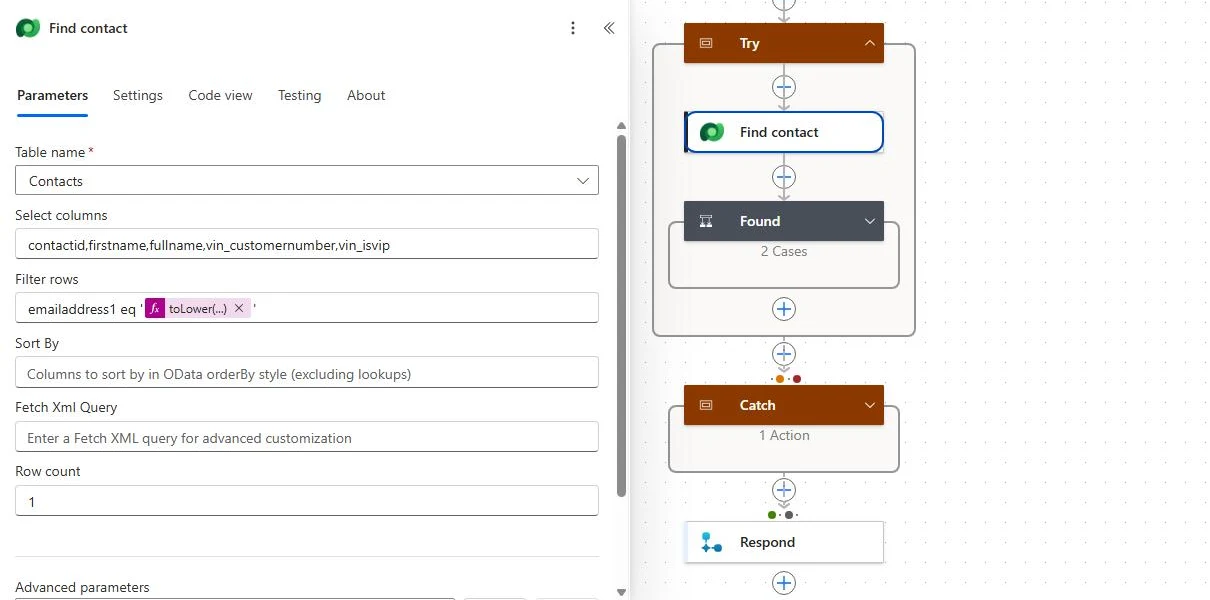 Find contact
Parameters
Settings
Code view
Testing
About
Table name *
Contacts
Select columns
contactid,firstname,fullname,vin_customernumber,vin_isvip
Filter rows
emailaddress1 eq ' fx toLower(...) × '
Sort By
Columns to sort by in OData orderBy style (excluding lookups)
Fetch Xml Query
Enter a Fetch XML query for advanced customization
Row count
1
Advanced parameters
Try
Find contact
Found
2 Cases
Catch
1 Action
Respond